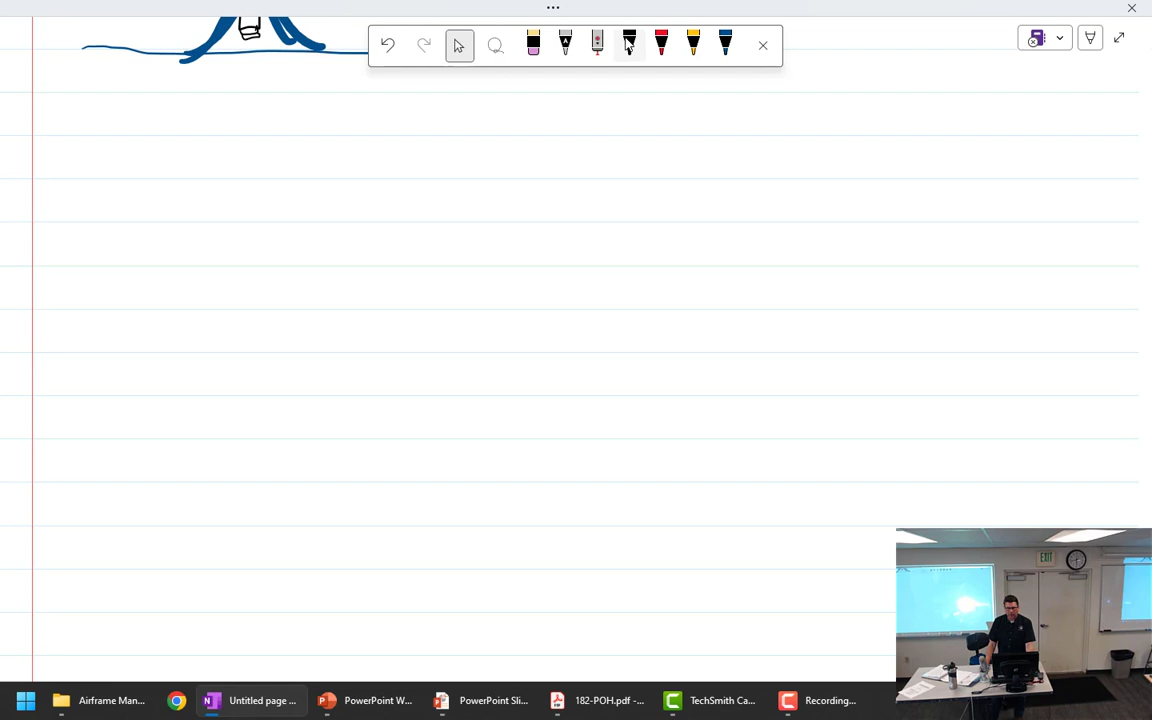 Airframe Man...
Untitled page ...
PowerPoint W...
PowerPoint Sli...
182-POH.pdf -...
TechSmith Ca...
Recording...
EXIT